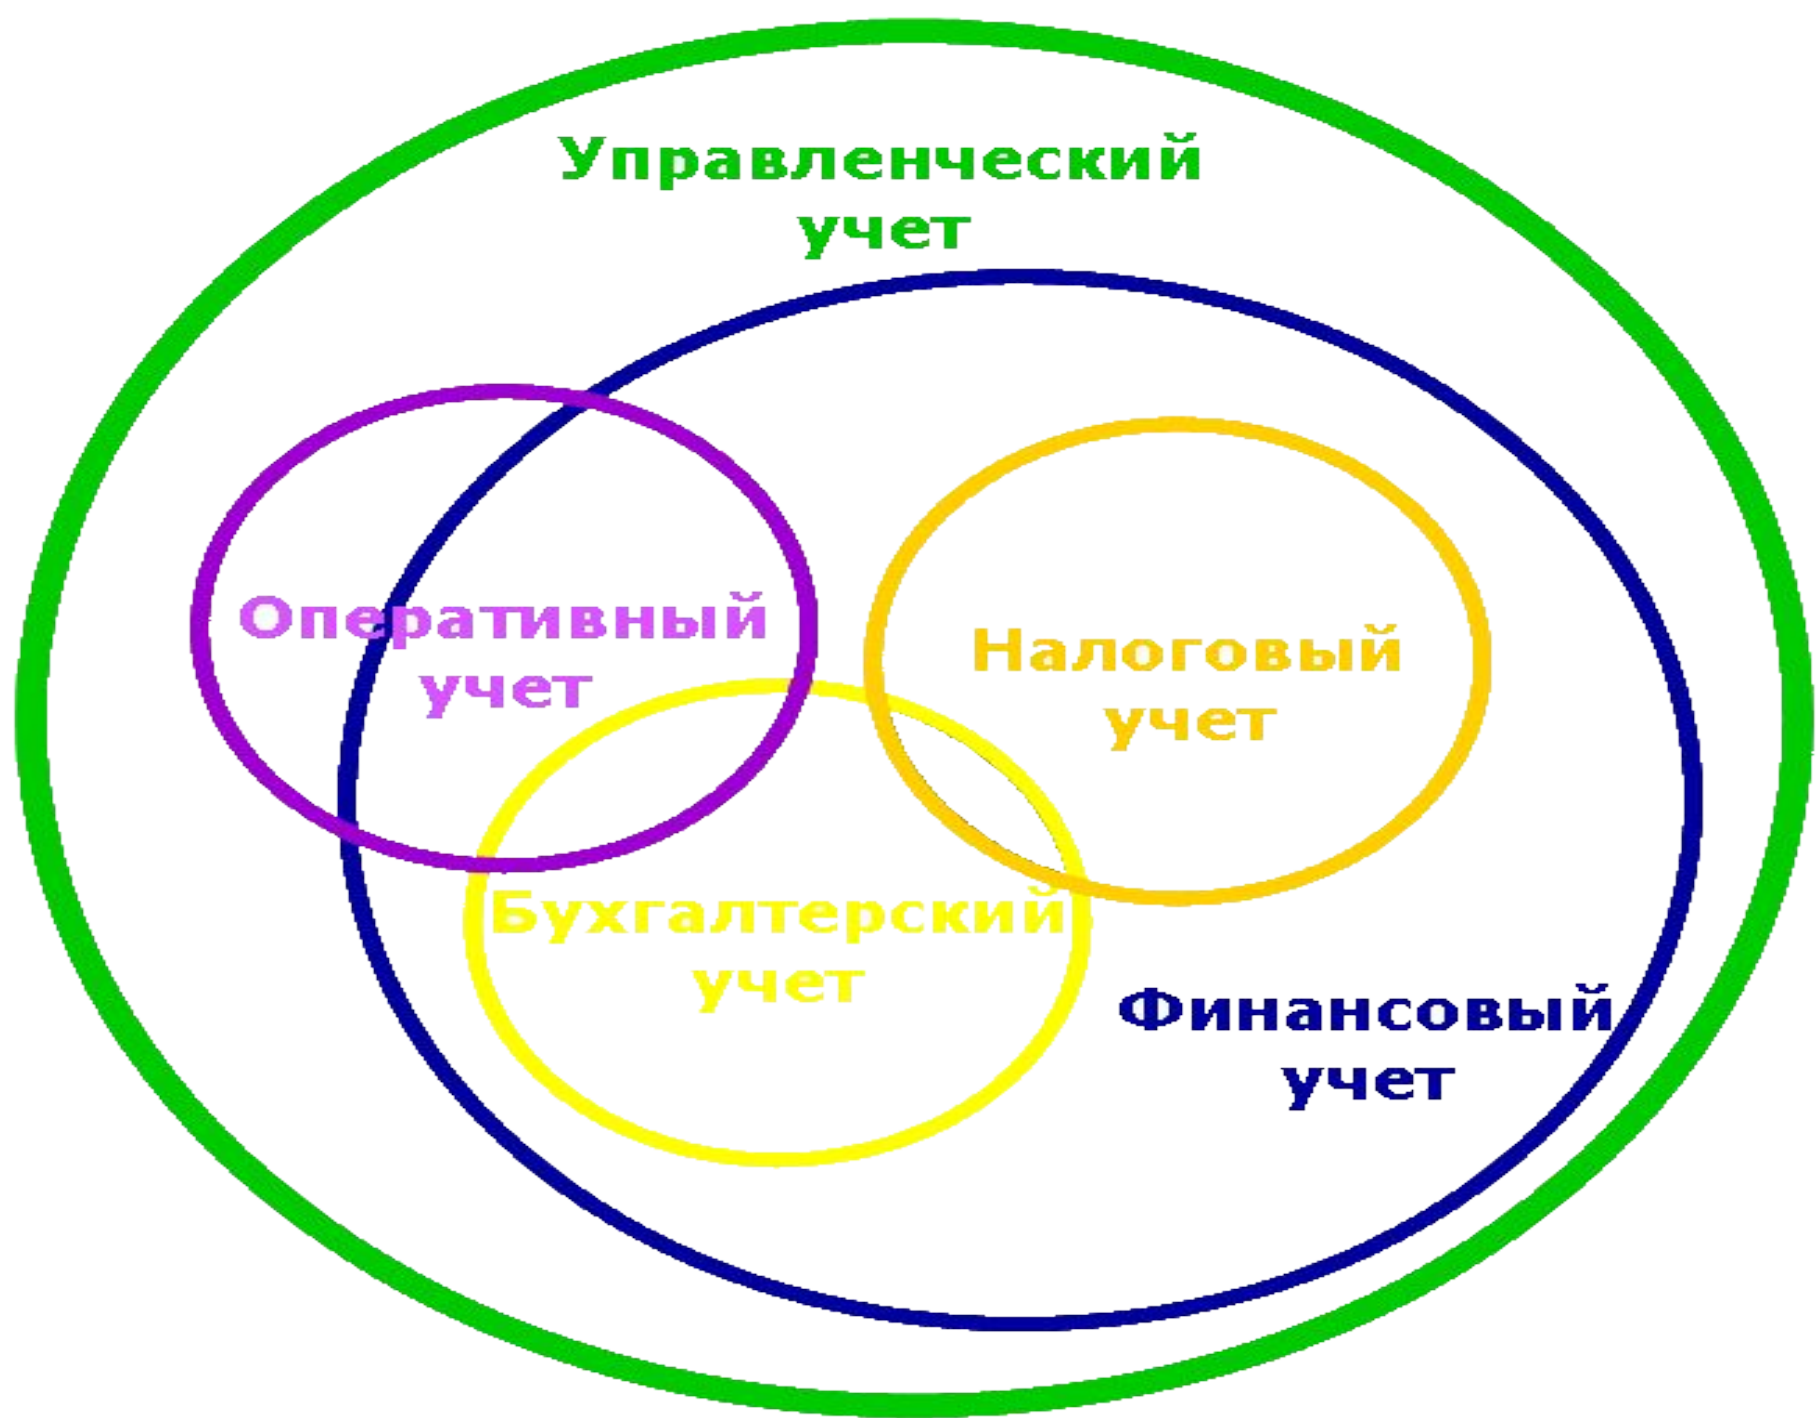 Управленческий
учет
Оперативный
учет
Налоговый
учет
Бухгалтерский
учет
Финансовый
учет